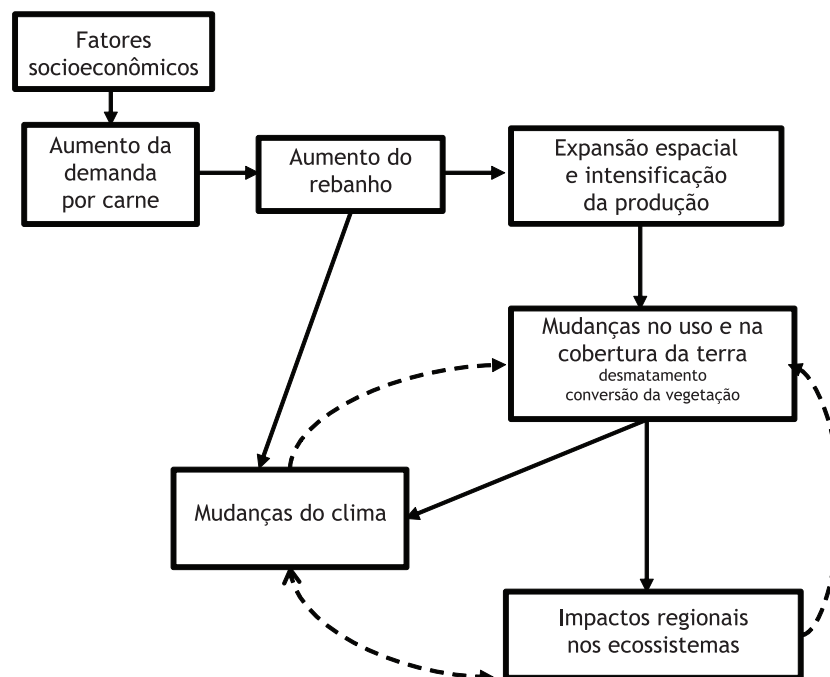 Fatores
socioeconômicos
Aumento da
demanda
por carne
Aumento do
rebanho
Expansão espacial
e intensificação
da produção
Mudanças no uso e na
cobertura da terra
desmatamento
conversão da vegetação
Mudanças do clima
Impactos regionais
nos ecossistemas